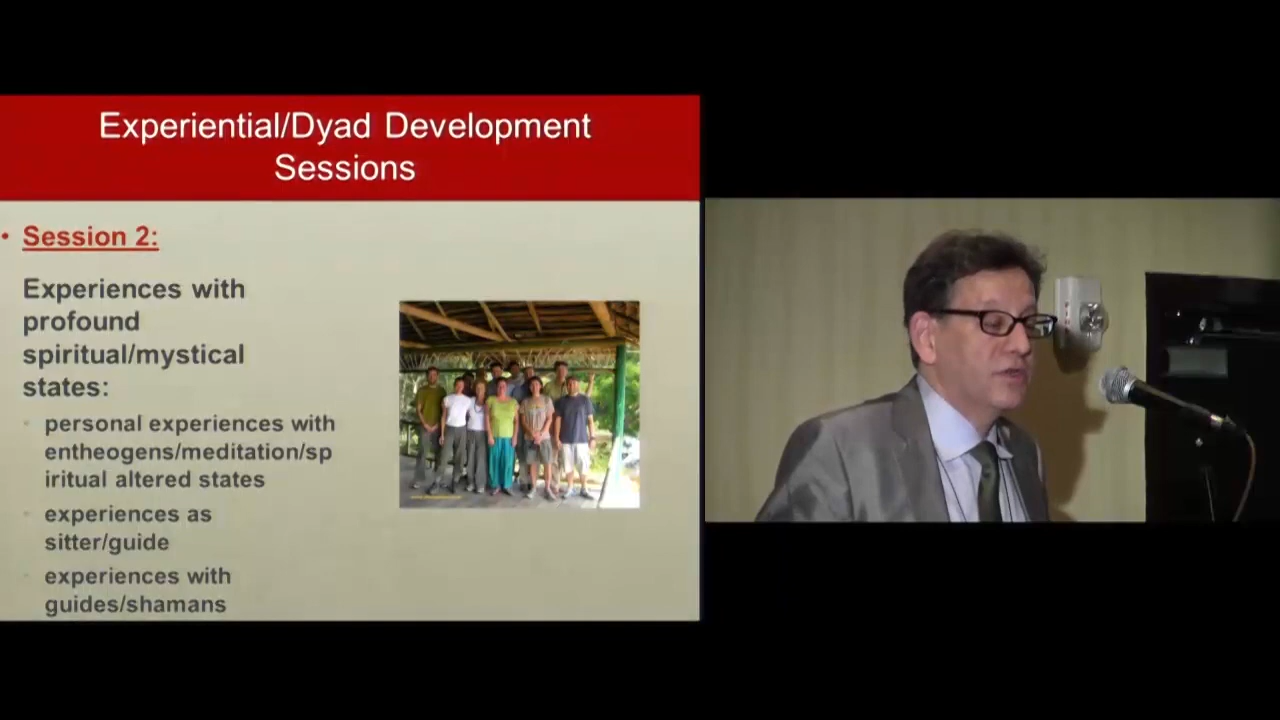 Experiential/Dyad Development
Sessions
• Session 2:
Experiences with
profound
spiritual/mystical
states:
personal experiences with
entheogens/meditation/sp
iritual altered states
experiences as
sitter/guide
experiences with
guides/shamans